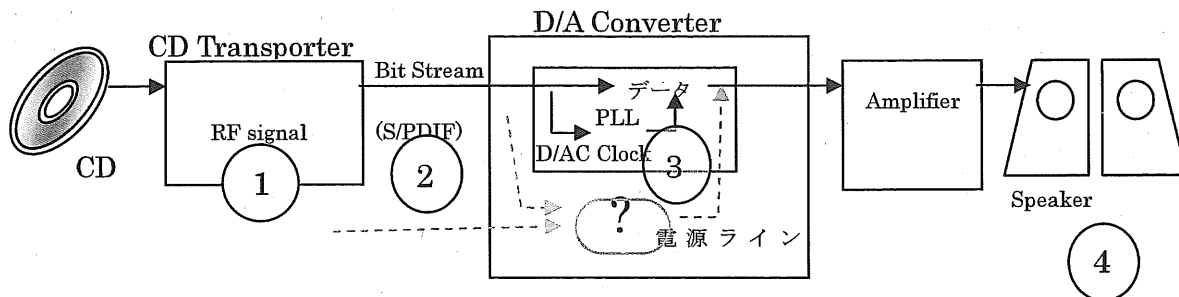 D/A Converter
CD Transporter
Bit Stream
データ
Amplifier
PLL
RF signal
(S/PDIF)
D/AC Clock
CD
1
2
3
?
Speaker
電源ライン
4